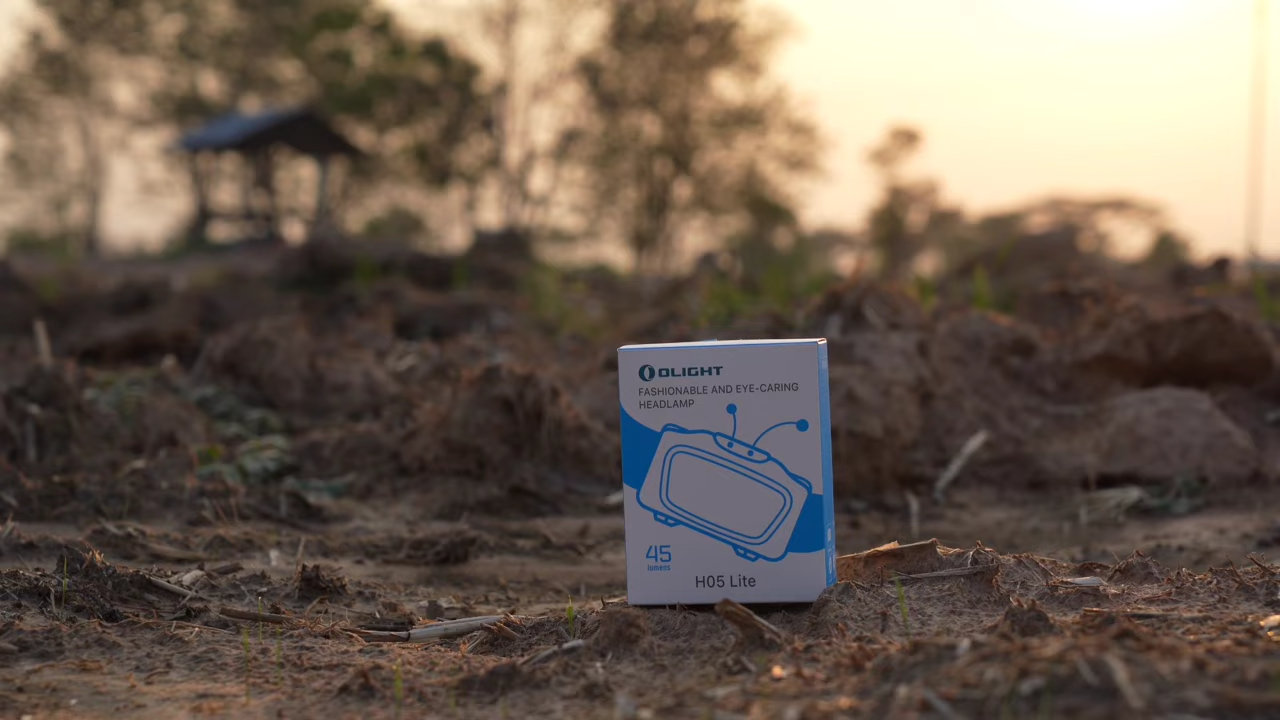 OLIGHT
FASHIONABLE AND EYE-CARING
HEADLAMP
45
lumens
H05 Lite